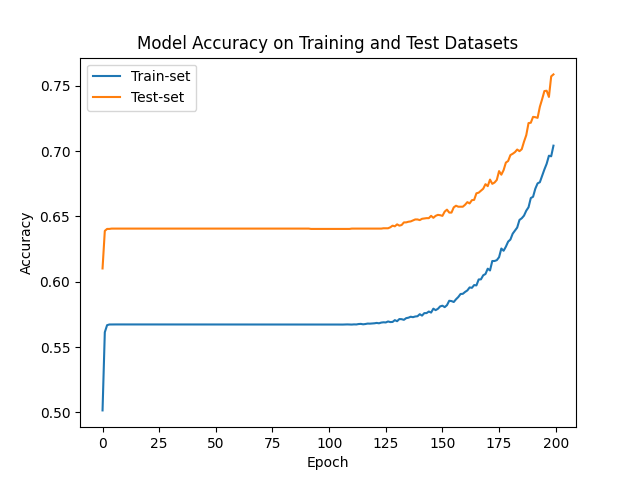 Model Accuracy on Training and Test Datasets
Train-set
Test-set
0.75
0.70
0.65
0.60
0.55
0.50
Accuracy
0 25 50 75 100 125 150 175 200
Epoch